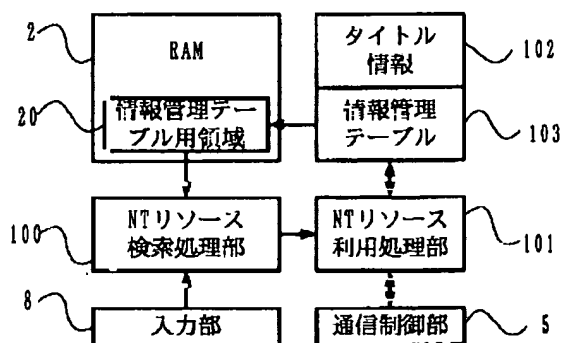 2
RAM
タイトル
情報
102
20
情報管理テー
ブル用領域
情報管理
テーブル
103
100
NTリソース
検索処理部
NTリソース
利用処理部
101
8
入力部
通信制御部
5